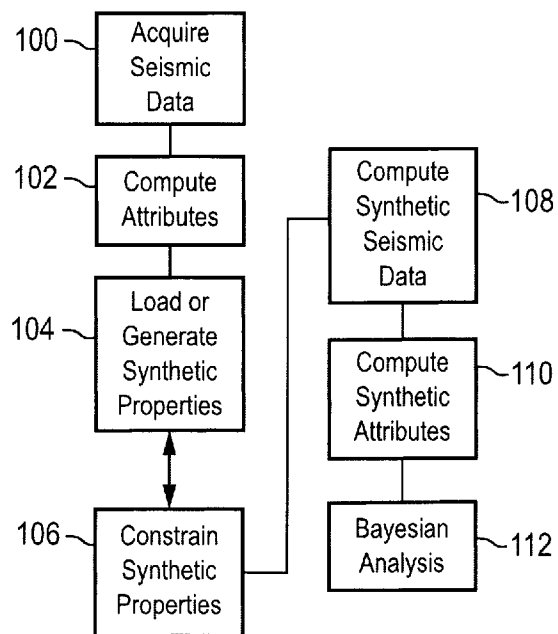 100
Acquire
Seismic
Data
102
Compute
Attributes
104
Load or
Generate
Synthetic
Properties
106
Constrain
Synthetic
Properties
Compute
Synthetic
Seismic
Data
108
Compute
Synthetic
Attributes
110
Bayesian
Analysis
112